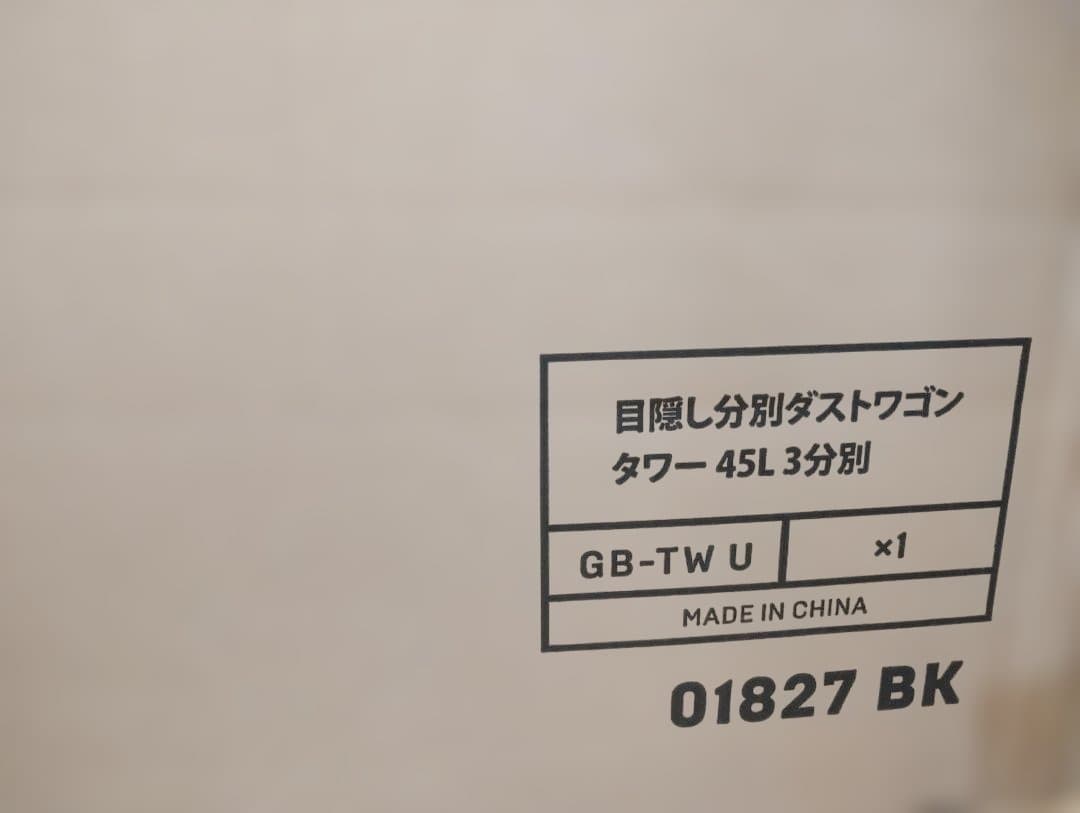 目隠し分別ダストワゴン
タワー 45L 3分別
GB-TW U
×1
MADE IN CHINA
01827 BK